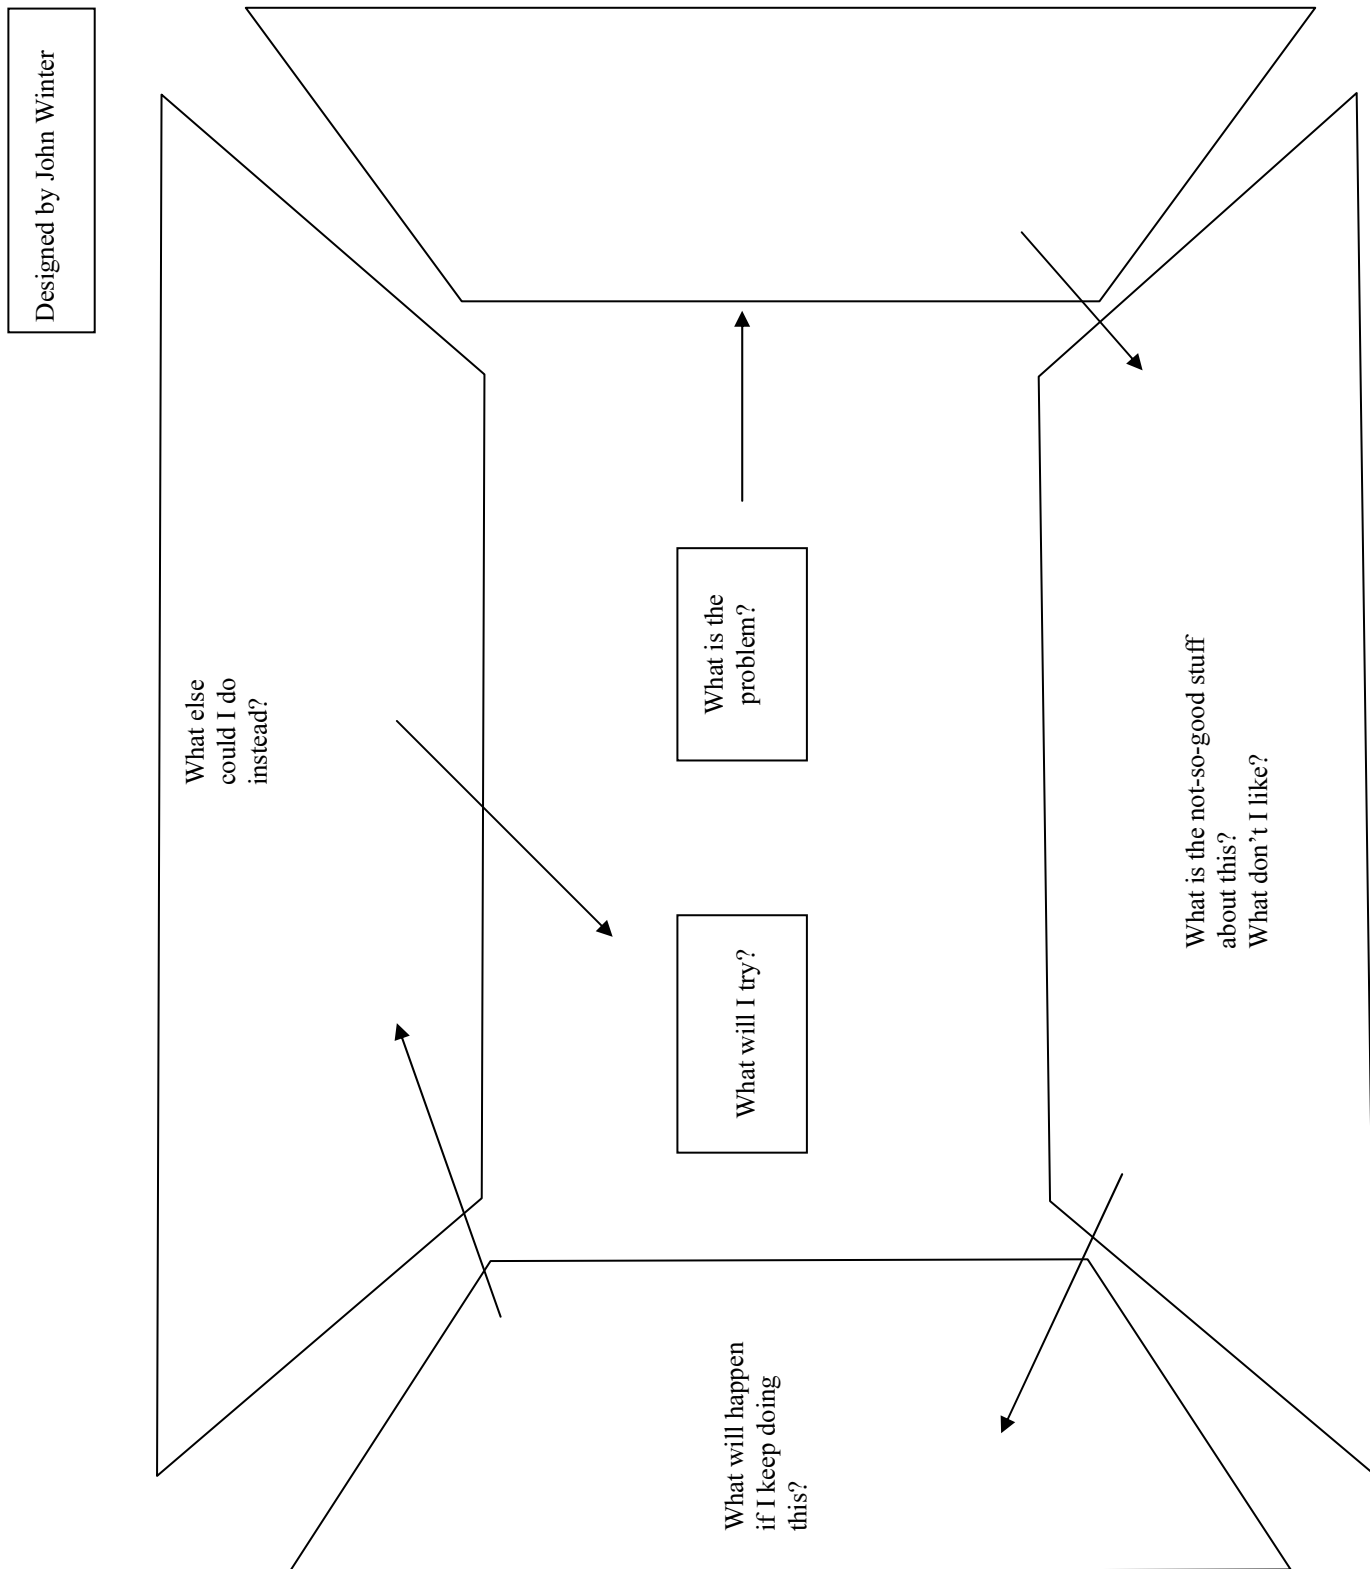 Designed by John Winter
What else
could I do
instead?
What is the
problem?
What will I try?
What is the not-so-good stuff
about this?
What don’t I like?
What will happen
if I keep doing
this?